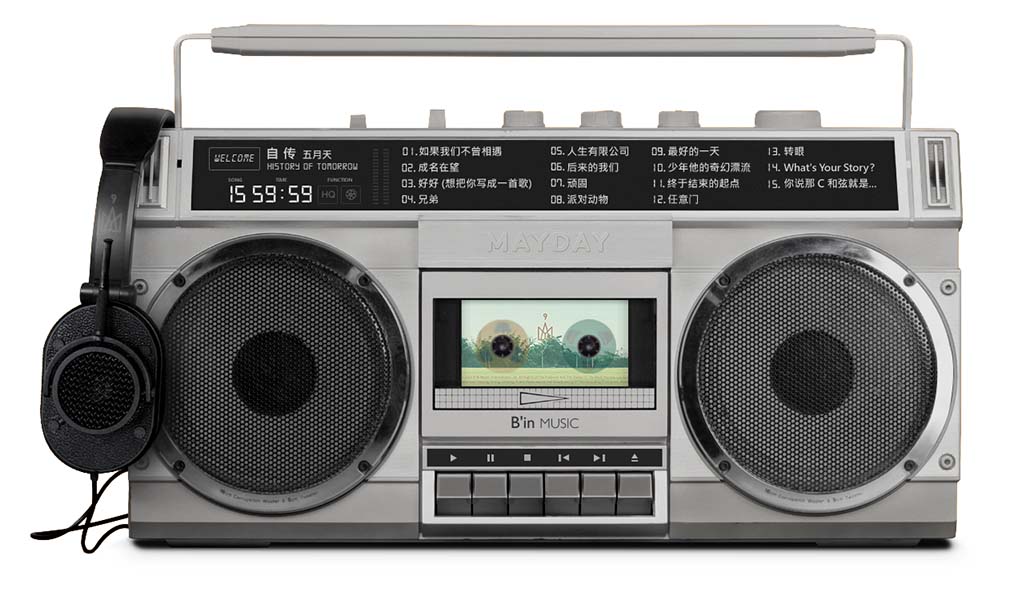 WELCOME
自传 五月天
HISTORY OF TOMORROW
SONG TIME FUNCTION
15 59:59 HQ
01. 如果我们不曾相遇
02. 成名在望
03. 好好 (想把你写成一首歌)
04. 兄弟
05. 人生有限公司
06. 后来的我们
07. 顽固
08. 派对动物
09. 最好的一天
10. 少年他的奇幻漂流
11. 终于结束的起点
12. 任意门
13. 转眼
14. What's Your Story?
15. 你说那 C 和弦就是...
MAYDAY
9
9
B'in MUSIC